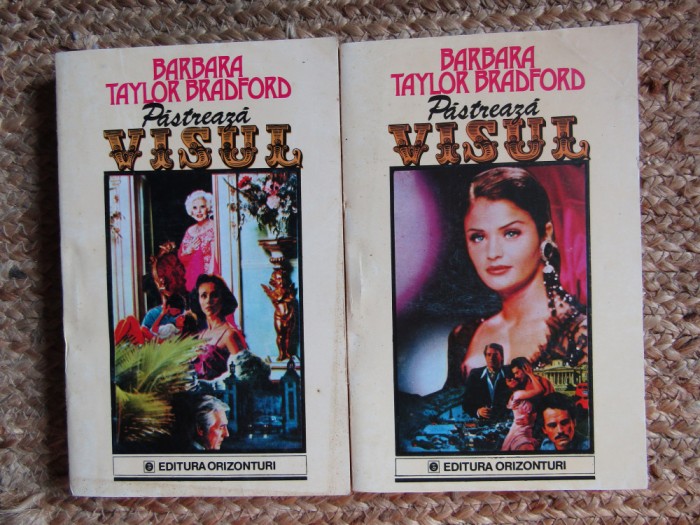 BARBARA
TAYLOR BRADFORD
Păstrează
VISUL
EDITURA ORIZONTURI
BARBARA
TAYLOR BRADFORD
Păstrează
VISUL
EDITURA ORIZONTURI